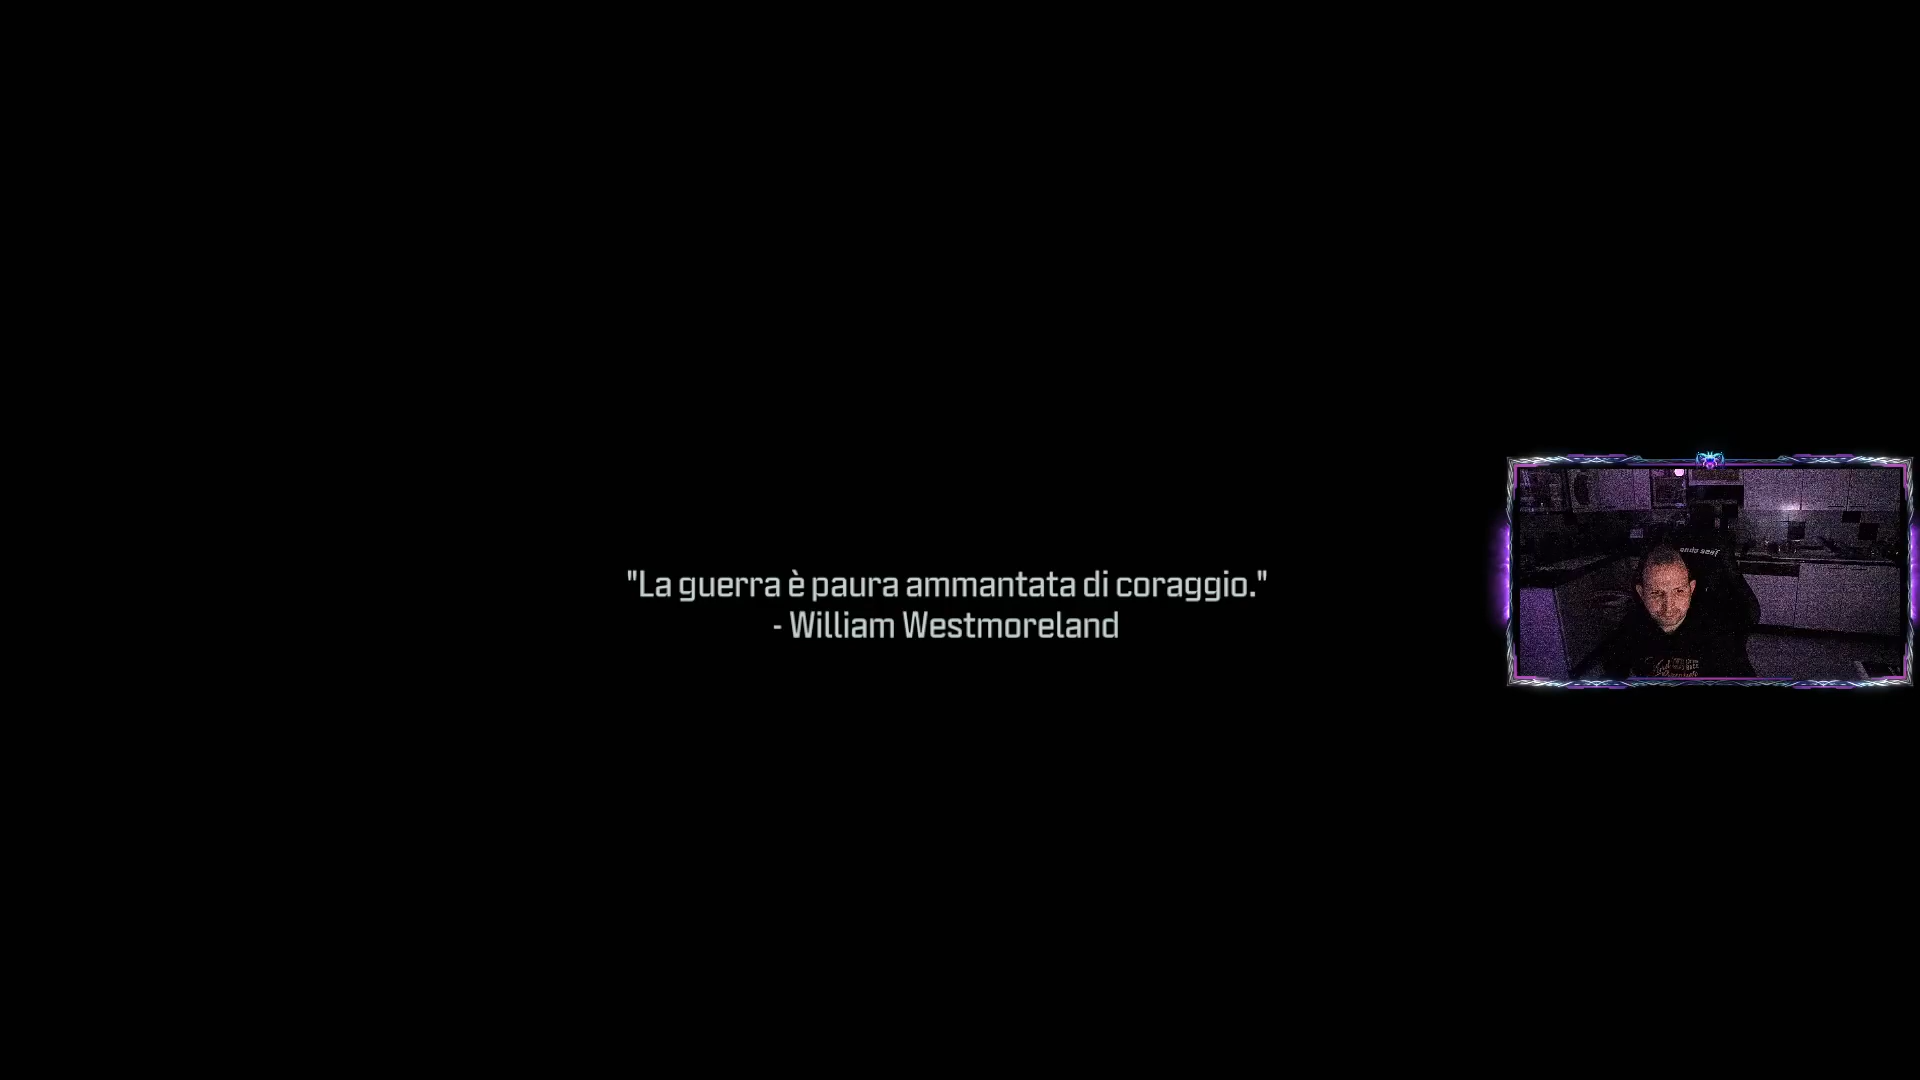 "La guerra è paura ammantata di coraggio."
- William Westmoreland